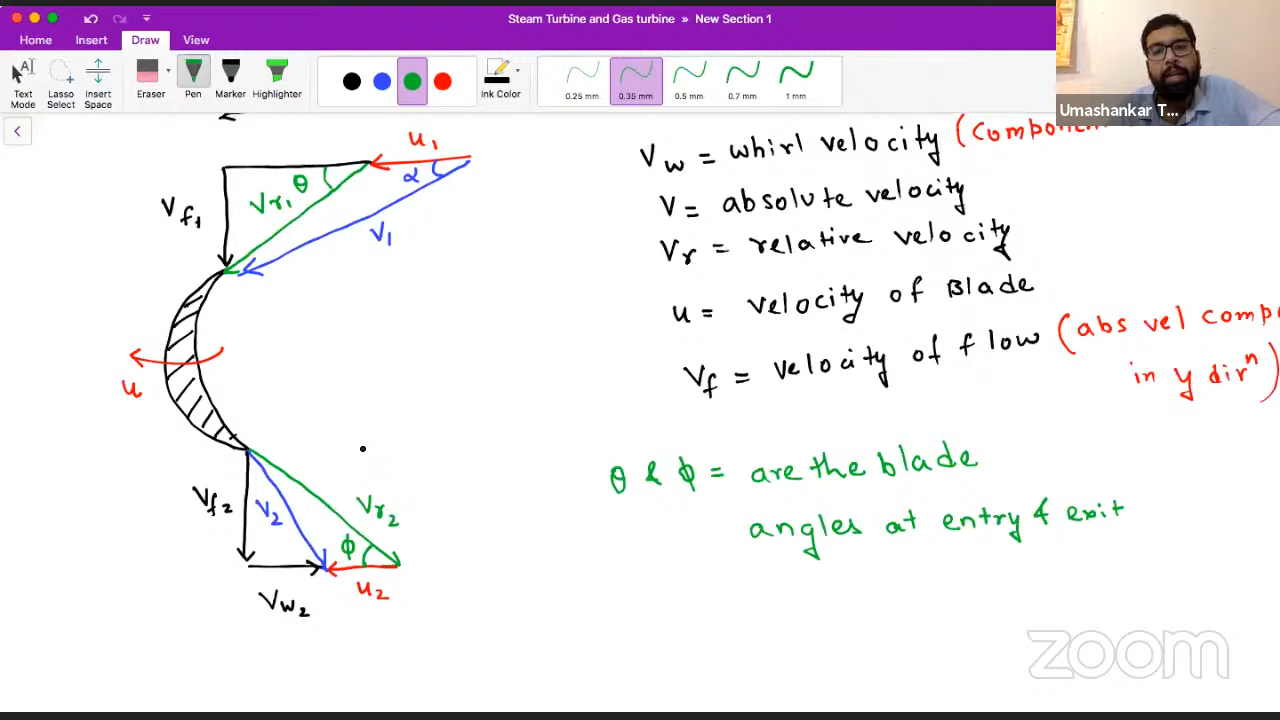 Steam Turbine and Gas turbine » New Section 1
Home Insert Draw View
Text Mode
Lasso Select
Insert Space
Eraser
Pen
Marker
Highlighter
Ink Color
0.25 mm
0.35 mm
0.5 mm
0.7 mm
1 mm
Umashankar T...
u1
θ
α
Vf1
Vr1
V1
u
Vf2
V2
Vr2
φ
u2
Vw2
Vw = whirl velocity (component
V = absolute velocity
Vr = relative velocity
u = velocity of Blade
Vf = velocity of flow (abs vel compo
in y dirⁿ)
θ & φ = are the blade
angles at entry & exit
zoom